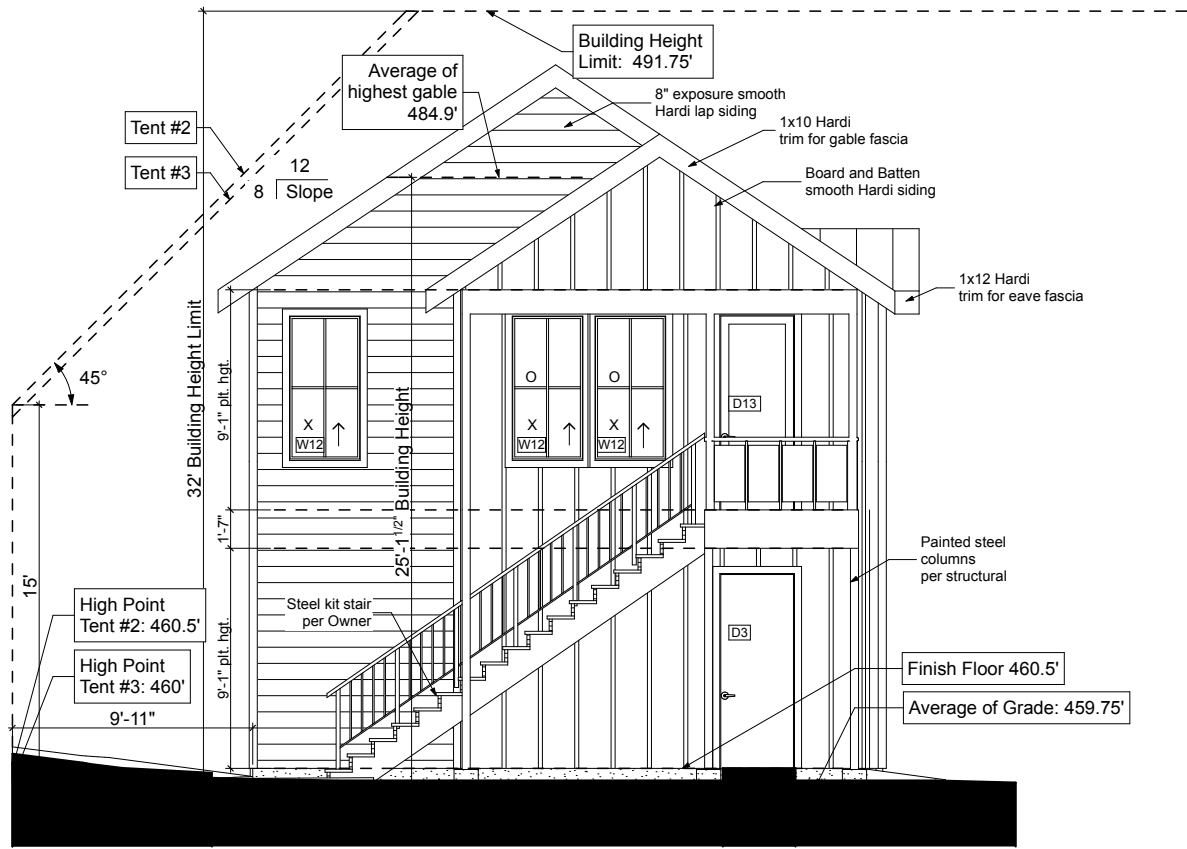 Building Height
Limit: 491.75'
Average of
highest gable
484.9'
8" exposure smooth
Hardi lap siding
1x10 Hardi
trim for gable fascia
Tent #2
Tent #3
12
8 Slope
Board and Batten
smooth Hardi siding
1x12 Hardi
trim for eave fascia
45°
32' Building Height Limit
9'-1" plt. hgt.
25'-1 1/2" Building Height
O
O
X
X
X
W12
W12
W12
D13
1'-7"
15'
Painted steel
columns
per structural
High Point
Tent #2: 460.5'
Steel kit stair
per Owner
D3
High Point
Tent #3: 460'
9'-1" plt. hgt.
Finish Floor 460.5'
Average of Grade: 459.75'
9'-11"